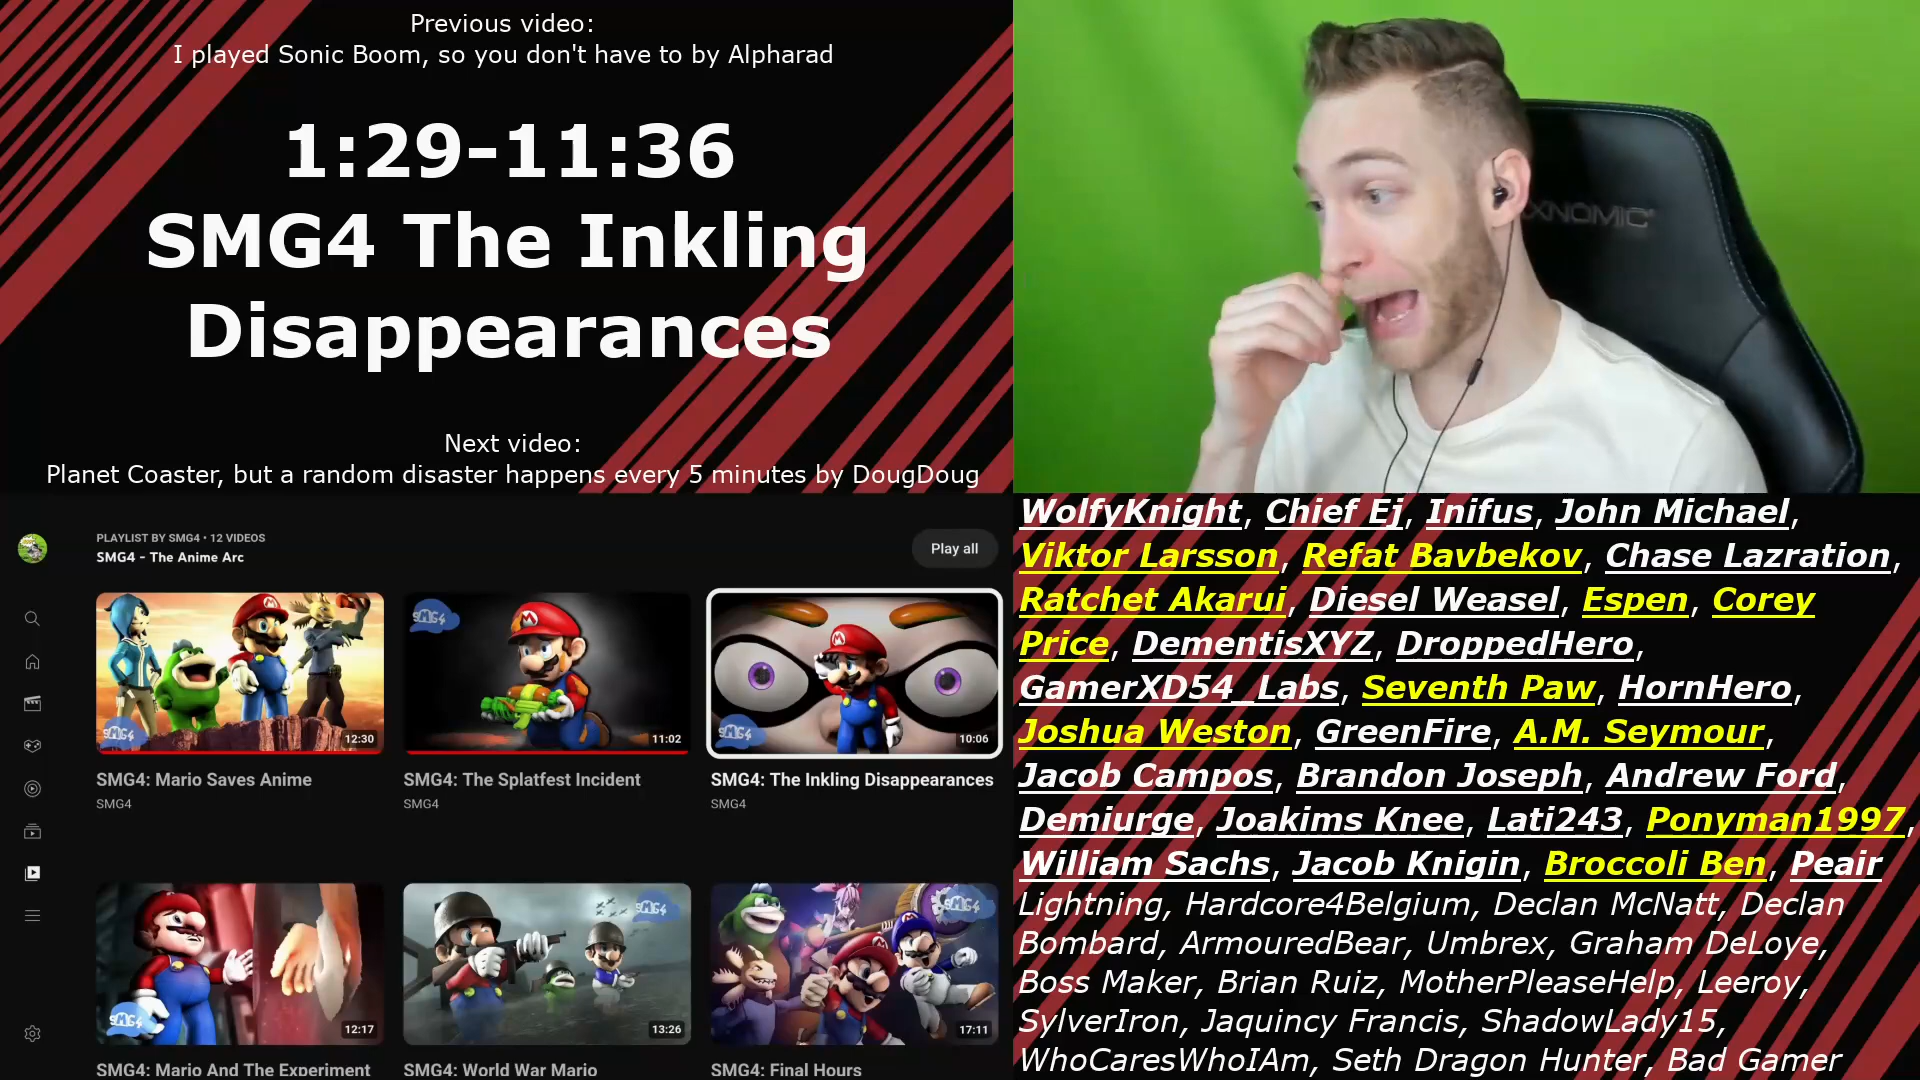 Previous video:
I played Sonic Boom, so you don't have to by Alpharad
1:29-11:36
SMG4 The Inkling
Disappearances
Next video:
Planet Coaster, but a random disaster happens every 5 minutes by DougDoug
PLAYLIST BY SMG4 • 12 VIDEOS
SMG4 - The Anime Arc
Play all
SMG4
SMG4
12:30
11:02
10:06
SMG4: Mario Saves Anime
SMG4
SMG4: The Splatfest Incident
SMG4
SMG4: The Inkling Disappearances
SMG4
SMG4
SMG4
SMG4
SMG4
12:17
13:26
17:11
SMG4: Mario And The Experiment
SMG4: World War Mario
SMG4: Final Hours
XNOMIC
WolfyKnight, Chief Ej, Inifus, John Michael,
Viktor Larsson, Refat Bavbekov, Chase Lazration,
Ratchet Akarui, Diesel Weasel, Espen, Corey
Price, DementisXYZ, DroppedHero,
GamerXD54_Labs, Seventh Paw, HornHero,
Joshua Weston, GreenFire, A.M. Seymour,
Jacob Campos, Brandon Joseph, Andrew Ford,
Demiurge, Joakims Knee, Lati243, Ponyman1997,
William Sachs, Jacob Knigin, Broccoli Ben, Peair
Lightning, Hardcore4Belgium, Declan McNatt, Declan
Bombard, ArmouredBear, Umbrex, Graham DeLoye,
Boss Maker, Brian Ruiz, MotherPleaseHelp, Leeroy,
SylverIron, Jaquincy Francis, ShadowLady15,
WhoCaresWhoIAm, Seth Dragon Hunter, Bad Gamer